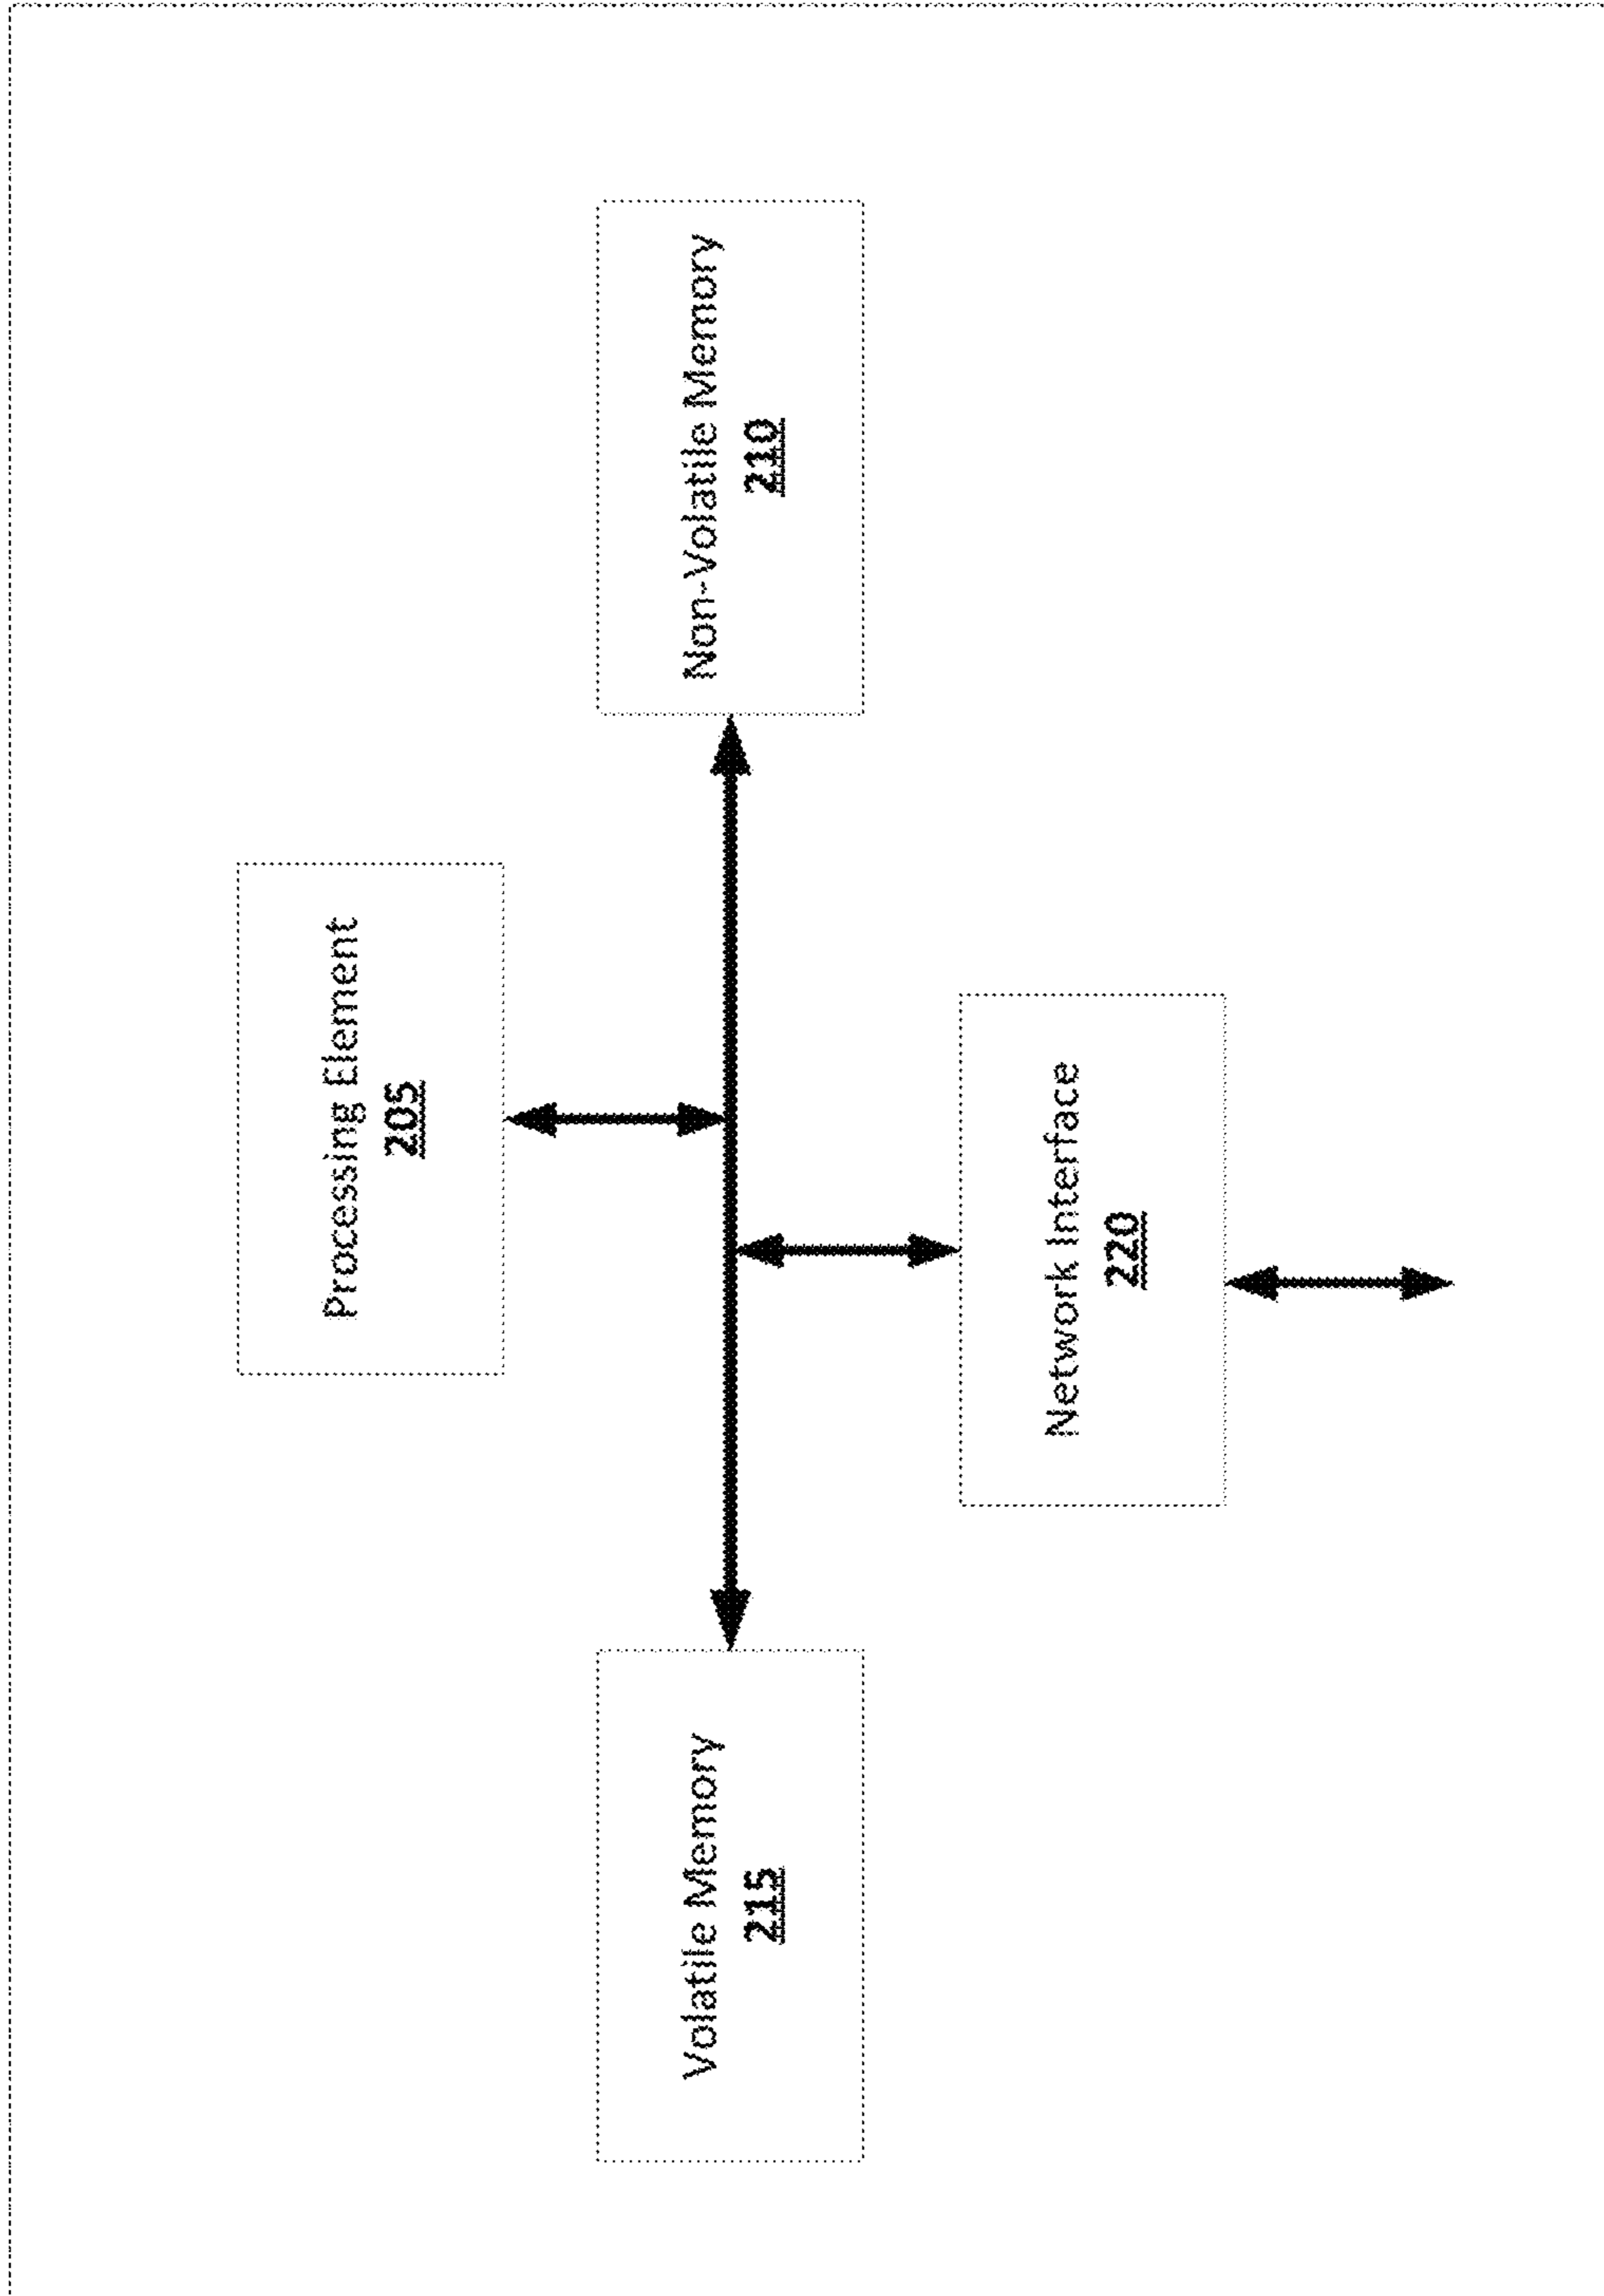 Processing Element
205
Volatile Memory
215
Non-Volatile Memory
210
Network Interface
220